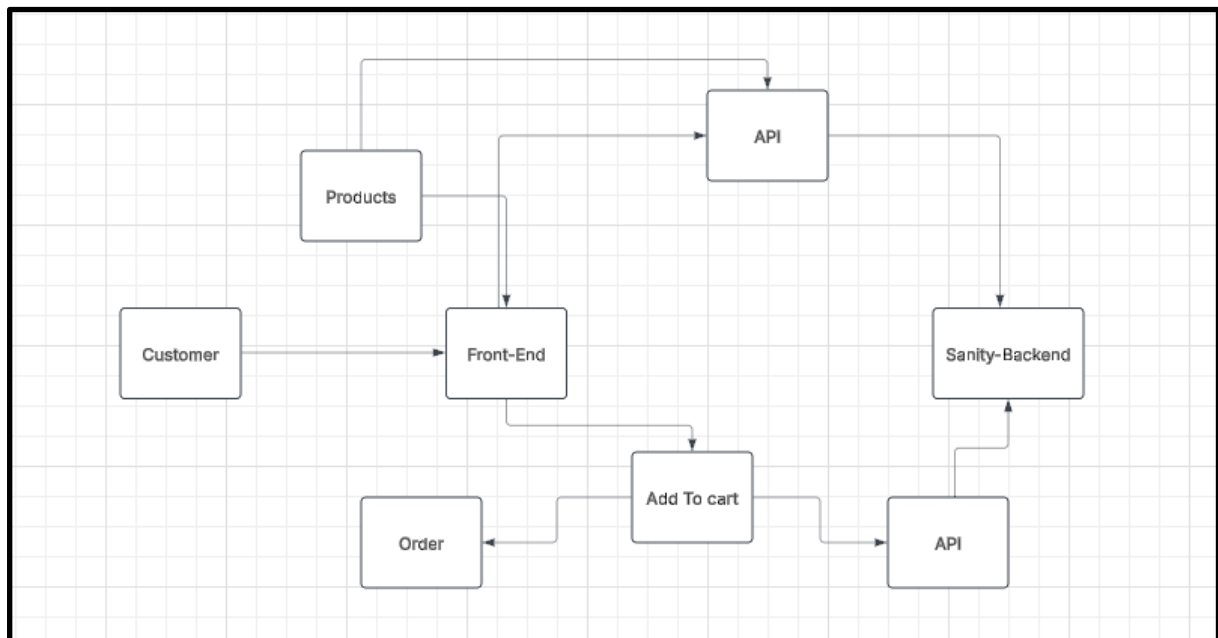 API
Products
Customer
Front-End
Sanity-Backend
Add To cart
Order
API